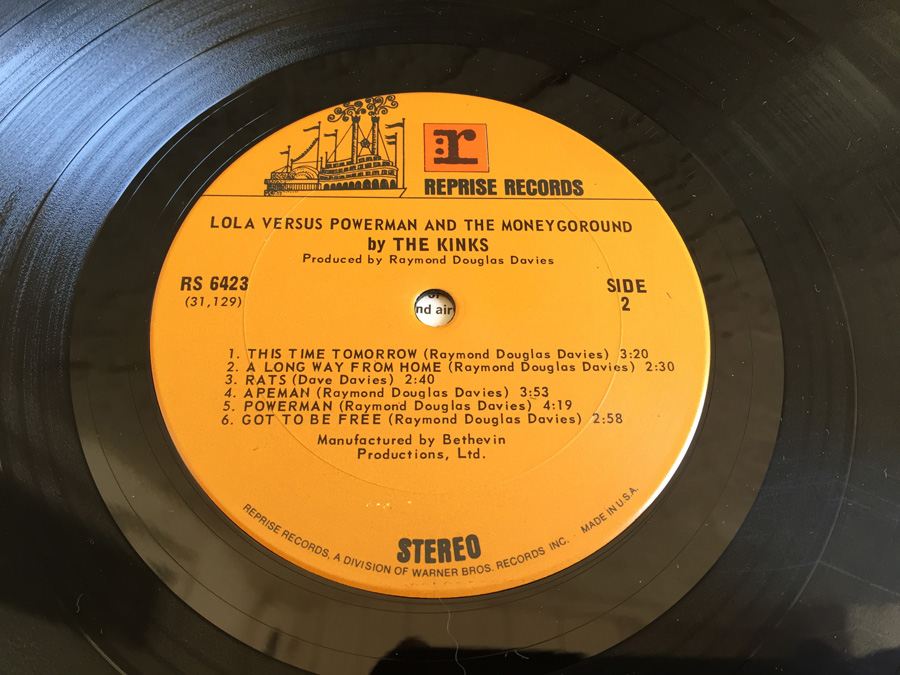 r
REPRISE RECORDS
LOLA VERSUS POWERMAN AND THE MONEYGOROUND
by THE KINKS
Produced by Raymond Douglas Davies
RS 6423
(31,129)
SIDE
2
nd air
1. THIS TIME TOMORROW (Raymond Douglas Davies) 3:20
2. A LONG WAY FROM HOME (Raymond Douglas Davies) 2:30
3. RATS (Dave Davies) 2:40
4. APEMAN (Raymond Douglas Davies) 3:53
5. POWERMAN (Raymond Douglas Davies) 4:19
6. GOT TO BE FREE (Raymond Douglas Davies) 2:58
Manufactured by Bethevin
Productions, Ltd.
STEREO
REPRISE RECORDS, A DIVISION OF WARNER BROS. RECORDS INC. · MADE IN U.S.A.